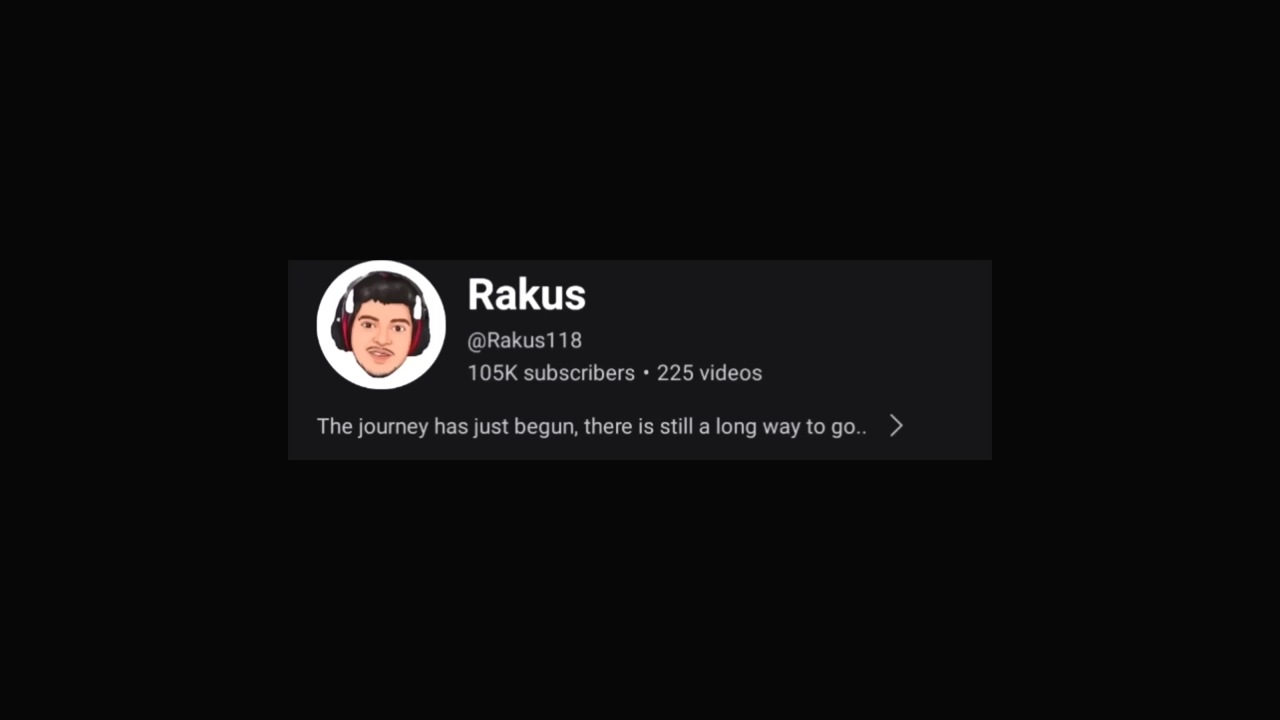 Rakus
@Rakus118
105K subscribers • 225 videos
The journey has just begun, there is still a long way to go..